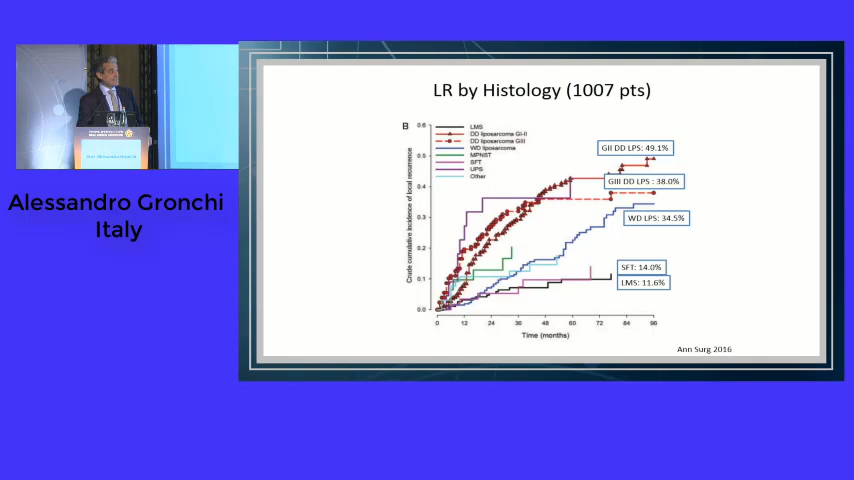 Alessandro Gronchi
Italy
LR by Histology (1007 pts)
B
LMS
DD liposarcoma GI-II
DD liposarcoma GIII
WD liposarcoma
MPNST
SFT
UPS
Other
Crude cumulative incidence of local recurrence
0.6
0.5
0.4
0.3
0.2
0.1
0.0
0 12 24 36 48 60 72 84 96
Time (months)
GII DD LPS: 49.1%
GIII DD LPS : 38.0%
WD LPS: 34.5%
SFT: 14.0%
LMS: 11.6%
Ann Surg 2016